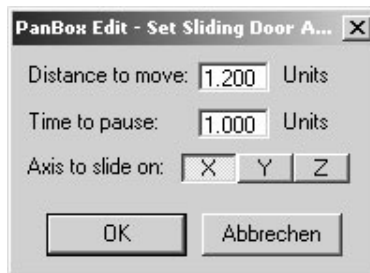 PanBox Edit - Set Sliding Door A...
Distance to move: 1.200 Units
Time to pause: 1.000 Units
Axis to slide on: X Y Z
OK Abbrechen